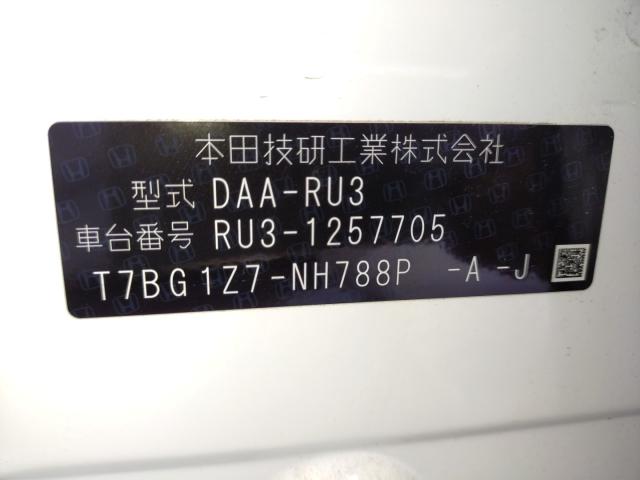 本田技研工業株式会社
型式 DAA-RU3
車台番号 RU3-1257705
T7BG1Z7-NH788P -A-J